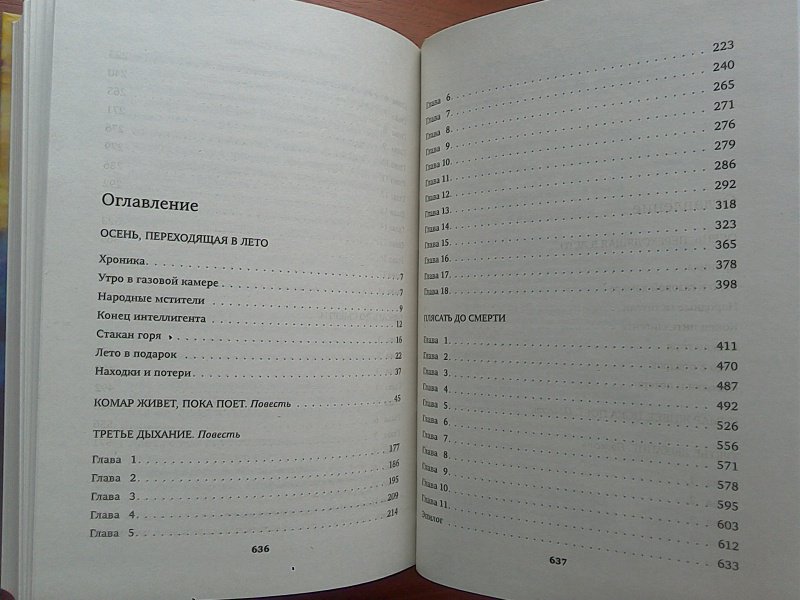 Оглавление
ОСЕНЬ, ПЕРЕХОДЯЩАЯ В ЛЕТО
Хроника 7
Утро в газовой камере 7
Народные мстители 9
Конец интеллигента 12
Стакан горя 16
Лето в подарок 22
Находки и потери 37
КОМАР ЖИВЕТ, ПОКА ПОЕТ. Повесть 45
ТРЕТЬЕ ДЫХАНИЕ. Повесть 177
Глава 1 186
Глава 2 195
Глава 3 209
Глава 4 214
Глава 5
636
Глава 6 223
Глава 7 240
Глава 8 265
Глава 9 271
Глава 10 276
Глава 11 279
Глава 12 286
Глава 13 292
Глава 14 318
Глава 15 323
Глава 16 365
Глава 17 378
Глава 18 398
ПЛЯСАТЬ ДО СМЕРТИ
Глава 1 411
Глава 2 470
Глава 3 487
Глава 4 492
Глава 5 526
Глава 6 556
Глава 7 571
Глава 8 578
Глава 9 595
Глава 10 603
Глава 11 612
Эпилог 633
637